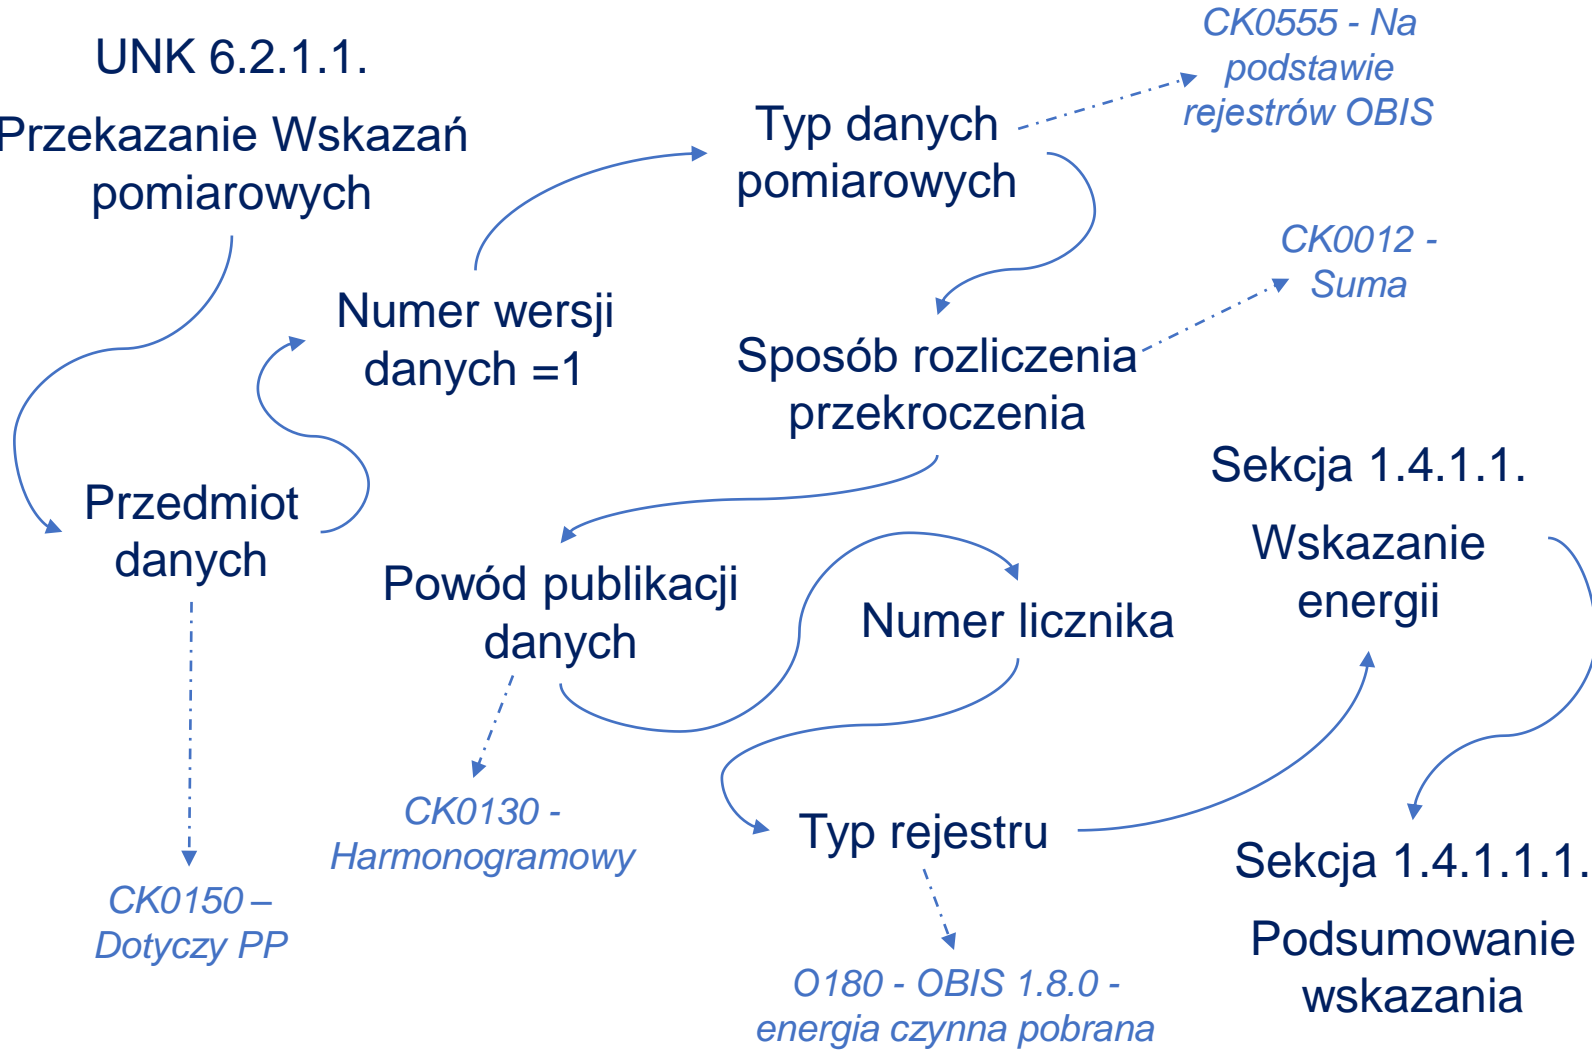 UNK 6.2.1.1.
Przekazanie Wskazań
pomiarowych
CK0555 - Na
podstawie
rejestrów OBIS
Typ danych
pomiarowych
CK0012 -
Suma
Numer wersji
danych =1
Sposób rozliczenia
przekroczenia
Przedmiot
danych
Powód publikacji
danych
Numer licznika
Sekcja 1.4.1.1.
Wskazanie
energii
CK0130 -
Harmonogramowy
Typ rejestru
CK0150 –
Dotyczy PP
O180 - OBIS 1.8.0 -
energia czynna pobrana
Sekcja 1.4.1.1.1.
Podsumowanie
wskazania